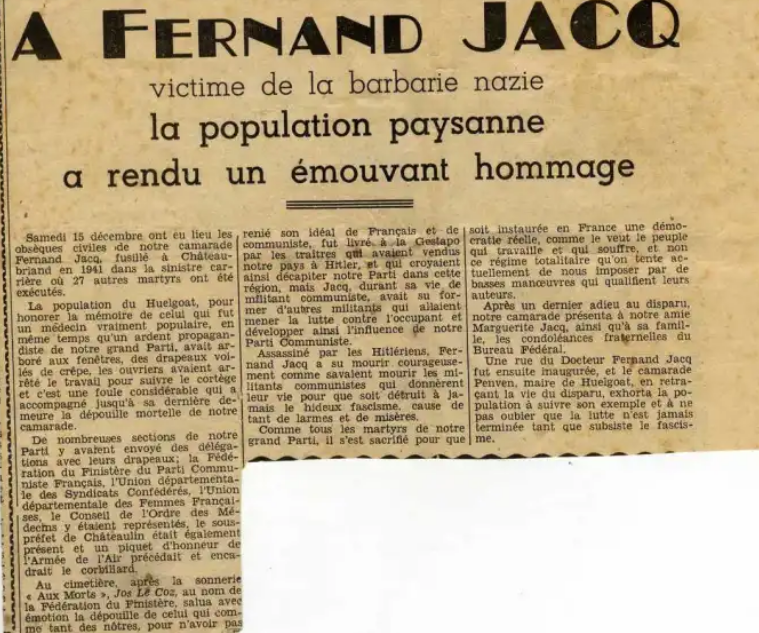 A FERNAND JACQ
victime de la barbarie nazie
la population paysanne
a rendu un émouvant hommage
Samedi 15 décembre ont eu lieu les
obsèques civiles de notre camarade
Fernand Jacq, fusillé à Château-
briand en 1941 dans la sinistre car-
rière où 27 autres martyrs ont été
exécutés.
La population du Huelgoat, pour
honorer la mémoire de celui qui fut
un médecin vraiment populaire, en
même temps qu'un ardent propagan-
diste de notre grand Parti, avait ar-
boré aux fenêtres, des drapeaux voi-
lés de crêpe, les ouvriers avaient ar-
rêté le travail pour suivre le cortège
et c'est une foule considérable qui a
accompagné jusqu'à sa dernière de-
meure la dépouille mortelle de notre
camarade.
De nombreuses sections de notre
Parti y avaient envoyé des déléga-
tions avec leurs drapeaux; la Fédé-
ration du Finistère du Parti Commu-
niste Français, l'Union départementa-
le des Syndicats Confédérés, l'Union
départementale des Femmes Françai-
ses, le Conseil de l'Ordre des Mé-
decins y étaient représentés, le sous-
préfet de Châteaulin était également
présent et un piquet d'honneur de
l'Armée de l'Air précédait et enca-
drait le corbillard.
Au cimetière, après la sonnerie
« Aux Morts », Jos Le Coz, au nom de
la Fédération du Finistère, salua avec
émotion la dépouille de celui qui com-
me tant des nôtres, pour n'avoir pas
renié son idéal de Français et de
communiste, fut livré à la Gestapo
par les traîtres qui avaient vendus
notre pays à Hitler, et qui croyaient
ainsi décapiter notre Parti dans cette
région, mais Jacq, durant sa vie de
militant communiste, avait su for-
mer d'autres militants qui allaient
mener la lutte contre l'occupant et
développer ainsi l'influence de notre
Parti Communiste.
Assassiné par les Hitlériens, Fer-
nand Jacq a su mourir courageuse-
ment comme savaient mourir les mi-
litants communistes qui donnèrent
leur vie pour que soit détruit à ja-
mais le hideux fascisme, cause de
tant de larmes et de misères.
Comme tous les martyrs de notre
grand Parti, il s'est sacrifié pour que
soit instaurée en France une démo-
cratie réelle, comme le veut le peuple
qui travaille et qui souffre, et non
ce régime totalitaire qu'on tente ac-
tuellement de nous imposer par de
basses manœuvres qui qualifient leurs
auteurs.
Après un dernier adieu au disparu,
notre camarade présenta à notre amie
Marguerite Jacq, ainsi qu'à sa famil-
le, les condoléances fraternelles du
Bureau Fédéral.
Une rue du Docteur Fernand Jacq
fut ensuite inaugurée, et le camarade
Penven, maire de Huelgoat, en retra-
çant la vie du disparu, exhorta la po-
pulation à suivre son exemple et à ne
pas oublier que la lutte n'est jamais
terminée tant que subsiste le fascis-
me.